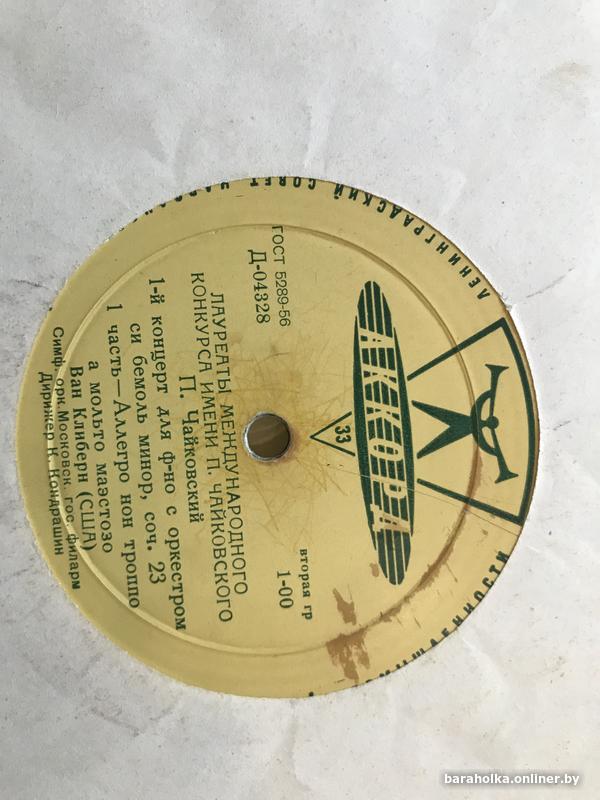 ЛЕНИНГРАДСКИЙ СОВЕТ
АККОРД
33
ГОСТ 5289-56
Д-04328
вторая гр
1-00
ЛАУРЕАТЫ МЕЖДУНАРОДНОГО
КОНКУРСА ИМЕНИ П. ЧАЙКОВСКОГО
П. Чайковский
1-й концерт для ф-но с оркестром
си бемоль минор, соч. 23
1 часть—Аллегро нон троппо
а мольто маэстозо
Ван Клиберн (США)
Симф. орк. Московск. гос. филарм
Дирижер К. Кондрашин
baraholka.onliner.by